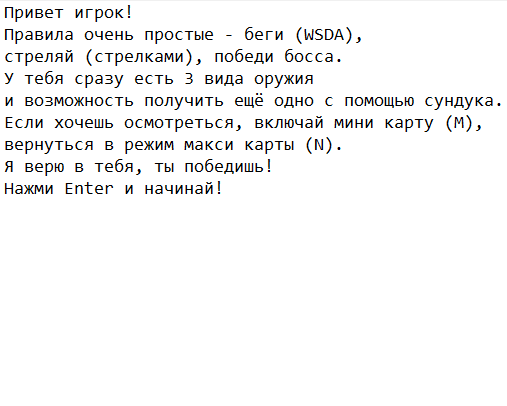 Привет игрок!
Правила очень простые - беги (WSDA),
стреляй (стрелками), победи босса.
У тебя сразу есть 3 вида оружия
и возможность получить ещё одно с помощью сундука.
Если хочешь осмотреться, включай мини карту (M),
вернуться в режим макси карты (N).
Я верю в тебя, ты победишь!
Нажми Enter и начинай!